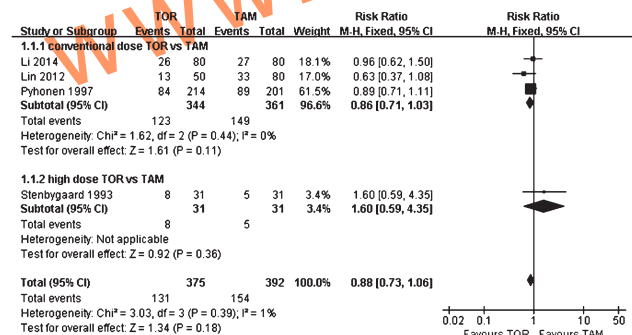 TOR TAM Risk Ratio Risk Ratio
Study or Subgroup Events Total Events Total Weight M-H, Fixed, 95% CI M-H, Fixed, 95% CI
1.1.1 conventional dose TOR vs TAM
Li 2014 26 80 27 80 18.1% 0.96 [0.62, 1.50]
Lin 2012 13 50 33 80 17.0% 0.63 [0.37, 1.08]
Pyhonen 1997 84 214 89 201 61.5% 0.89 [0.71, 1.11]
Subtotal (95% CI) 344 361 96.6% 0.86 [0.71, 1.03]
Total events 123 149
Heterogeneity: Chi² = 1.62, df = 2 (P = 0.44); I² = 0%
Test for overall effect: Z = 1.61 (P = 0.11)
1.1.2 high dose TOR vs TAM
Stenbygaard 1993 8 31 5 31 3.4% 1.60 [0.59, 4.35]
Subtotal (95% CI) 31 31 3.4% 1.60 [0.59, 4.35]
Total events 8 5
Heterogeneity: Not applicable
Test for overall effect: Z = 0.92 (P = 0.36)
Total (95% CI) 375 392 100.0% 0.88 [0.73, 1.06]
Total events 131 154
Heterogeneity: Chi² = 3.03, df = 3 (P = 0.39); I² = 1%
Test for overall effect: Z = 1.34 (P = 0.18)
0.02 0.1 1 10 50
Favours TOR Favours TAM